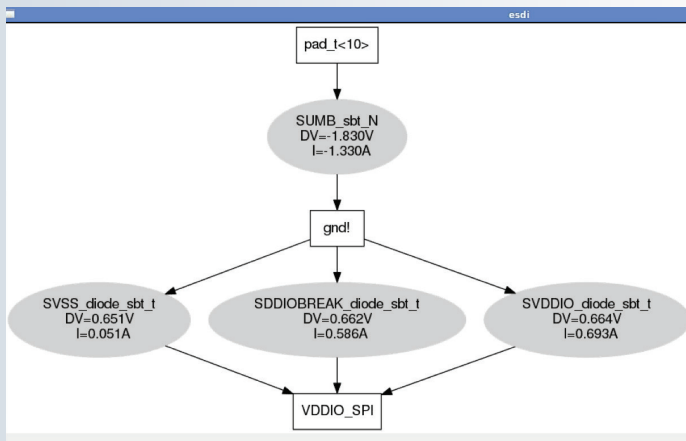 esdi
pad_t<10>
SUMB_sbt_N
DV=-1.830V
I=-1.330A
gnd!
SVSS_diode_sbt_t
DV=0.651V
I=0.051A
SDDIOBREAK_diode_sbt_t
DV=0.662V
I=0.586A
SVDDIO_diode_sbt_t
DV=0.664V
I=0.693A
VDDIO_SPI